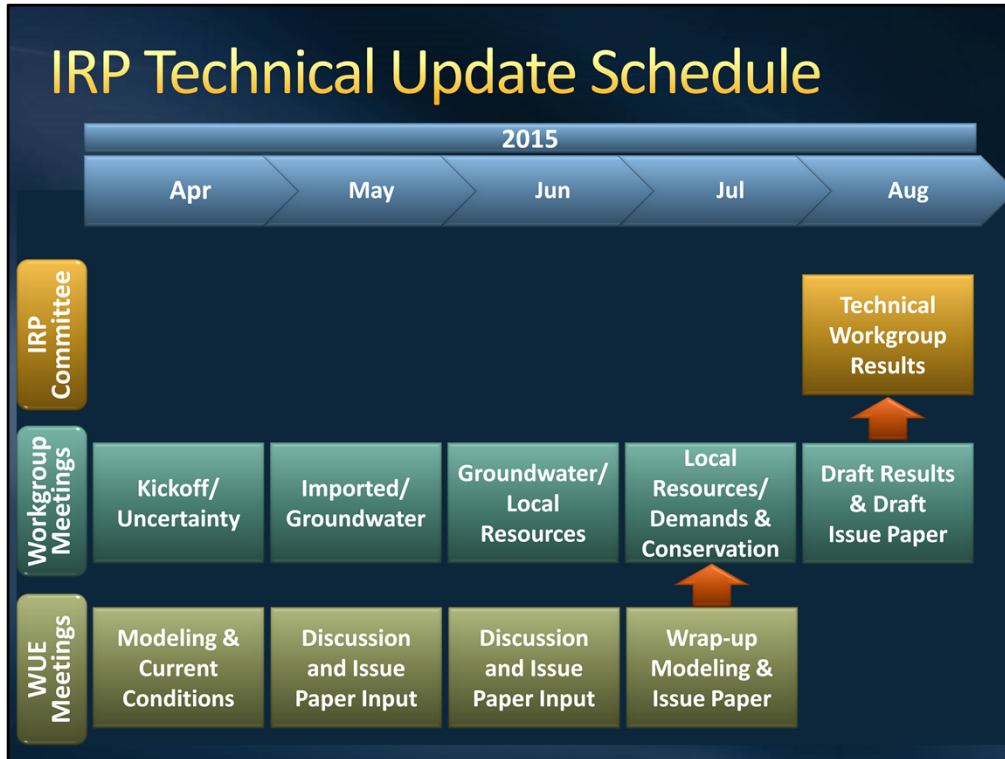 IRP Technical Update Schedule
2015
Apr
May
Jun
Jul
Aug
IRP
Committee
Technical
Workgroup
Results
Workgroup
Meetings
Kickoff/
Uncertainty
Imported/
Groundwater
Groundwater/
Local
Resources
Local
Resources/
Demands &
Conservation
Draft Results
& Draft
Issue Paper
WUE
Meetings
Modeling &
Current
Conditions
Discussion
and Issue
Paper Input
Discussion
and Issue
Paper Input
Wrap-up
Modeling &
Issue Paper